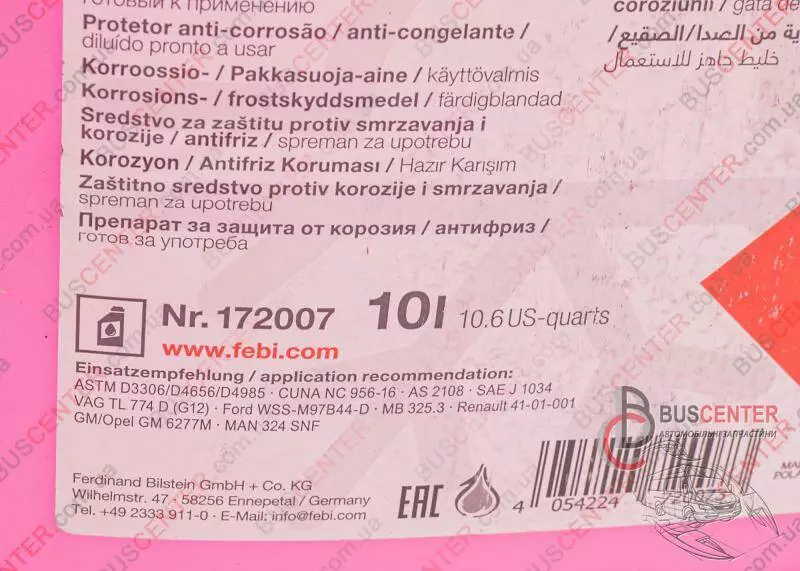 готовый к применению
Protetor anti-corrosão / anti-congelante /
diluído pronto a usar
Korroossio- / Pakkasuoja-aine / käyttövalmis
Korrosions- / frostskyddsmedel / färdigblandad
Sredstvo za zaštitu protiv smrzavanja i
korozije / antifriz / spreman za upotrebu
Korozyon / Antifriz Koruması / Hazır Karışım
Zaštitno sredstvo protiv korozije i smrzavanja /
spreman za upotrebu
Препарат за защита от корозия / антифриз /
готов за употреба
coroziunii / gata de
ية من الصدا/الصقيع/
خليط جاهز للاستعمال
Nr. 172007 10l 10.6 US-quarts
www.febi.com
Einsatzempfehlung / application recommendation:
ASTM D3306/D4656/D4985 · CUNA NC 956-16 · AS 2108 · SAE J 1034
VAG TL 774 D (G12) · Ford WSS-M97B44-D · MB 325.3 · Renault 41-01-001
GM/Opel GM 6277M · MAN 324 SNF
Ferdinand Bilstein GmbH + Co. KG
Wilhelmstr. 47 · 58256 Ennepetal / Germany
Tel. +49 2333 911-0 · E-Mail: info@febi.com
EAC
4 054224
BUSCENTER
АВТОМОБІЛЬНІ ЗАПЧАСТИНИ
BUSCENTER.com.ua